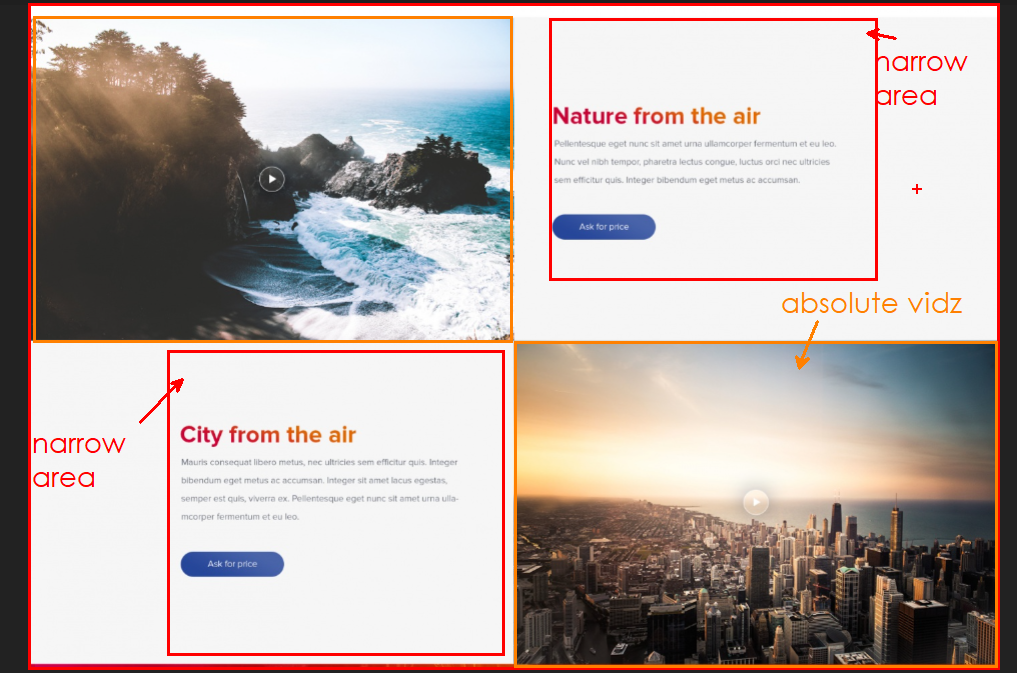 narrow
area
Nature from the air
Pellentesque eget nunc sit amet urna ullamcorper fermentum et eu leo.
Nunc vel nibh tempor, pharetra lectus congue, luctus orci nec ultricies
sem efficitur quis. Integer bibendum eget metus ac accumsan.
Ask for price
absolute vidz
narrow
area
City from the air
Mauris consequat libero metus, nec ultricies sem efficitur quis. Integer
bibendum eget metus ac accumsan. Integer sit amet lacus egestas,
semper est quis, viverra ex. Pellentesque eget nunc sit amet urna ulla-
mcorper fermentum et eu leo.
Ask for price